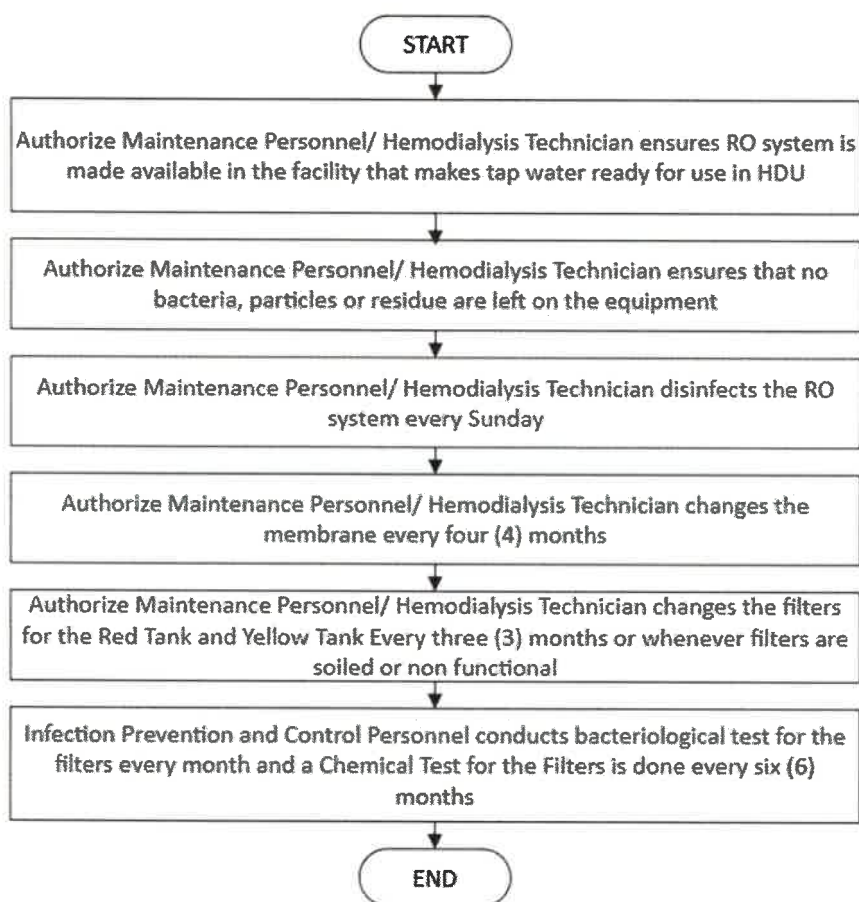 START
Authorize Maintenance Personnel/ Hemodialysis Technician ensures RO system is
made available in the facility that makes tap water ready for use in HDU
Authorize Maintenance Personnel/ Hemodialysis Technician ensures that no
bacteria, particles or residue are left on the equipment
Authorize Maintenance Personnel/ Hemodialysis Technician disinfects the RO
system every Sunday
Authorize Maintenance Personnel/ Hemodialysis Technician changes the
membrane every four (4) months
Authorize Maintenance Personnel/ Hemodialysis Technician changes the filters
for the Red Tank and Yellow Tank Every three (3) months or whenever filters are
soiled or non functional
Infection Prevention and Control Personnel conducts bacteriological test for the
filters every month and a Chemical Test for the Filters is done every six (6)
months
END